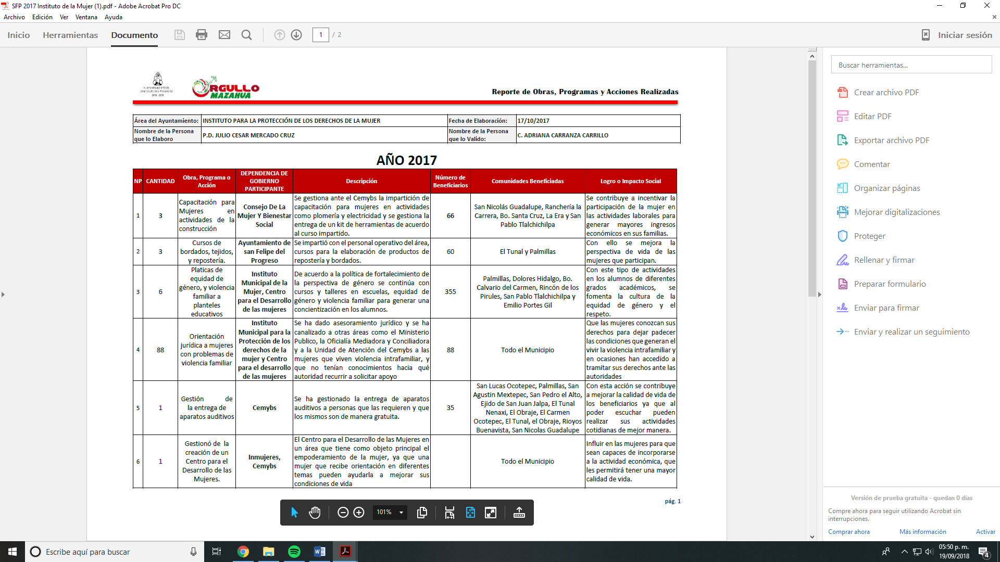 SFP 2017 Instituto de la Mujer (1).pdf - Adobe Acrobat Pro DC
Archivo Edición Ver Ventana Ayuda
Inicio Herramientas Documento 1 / 2 Iniciar sesión
H. AYUNTAMIENTO DE
SAN FELIPE DEL PROGRESO
2016 - 2018
ORGULLO
MAZAHUA
Reporte de Obras, Programas y Acciones Realizadas
Área del Ayuntamiento: INSTITUTO PARA LA PROTECCIÓN DE LOS DERECHOS DE LA MUJER Fecha de Elaboración: 17/10/2017
Nombre de la Persona
que lo Elaboro
P.D. JULIO CESAR MERCADO CRUZ
Nombre de la Persona
que lo Valido:
C. ADRIANA CARRANZA CARRILLO
AÑO 2017
NP
CANTIDAD
Obra, Programa o
Acción
DEPENDENCIA DE
GOBIERNO
PARTICIPANTE
Descripción
Número de
Beneficiarios
Comunidades Beneficiadas
Logro o Impacto Social
1
3
Capacitación para
Mujeres en
actividades de la
construcción
Consejo De La
Mujer Y Bienestar
Social
Se gestiona ante el Cemybs la impartición de
capacitación para mujeres en actividades
como plomería y electricidad y se gestiona la
entrega de un kit de herramientas de acuerdo
al curso impartido.
66
San Nicolás Guadalupe, Ranchería la
Carrera, Bo. Santa Cruz, La Era y San
Pablo Tlalchichilpa
Se contribuye a incentivar la
participación de la mujer en
las actividades laborales para
generar mayores ingresos
económicos en sus familias.
2
3
Cursos de
bordados, tejidos,
y repostería.
Ayuntamiento de
san Felipe del
Progreso
Se impartió con el personal operativo del área,
cursos para la elaboración de productos de
repostería y bordados.
60
El Tunal y Palmillas
Con ello se mejora la
perspectiva de vida de las
mujeres que participan.
3
6
Platicas de
equidad de
género, y violencia
familiar a
planteles
educativos
Instituto
Municipal de la
Mujer, Centro
para el Desarrollo
de las mujeres
De acuerdo a la política de fortalecimiento de
la perspectiva de género se continúa con
cursos y talleres en escuelas, equidad de
género y violencia familiar para generar una
concientización en los alumnos.
355
Palmillas, Dolores Hidalgo, Bo.
Calvario del Carmen, Rincón de los
Pirules, San Pablo Tlalchichilpa y
Emilio Portes Gil
Con este tipo de actividades
en los alumnos de diferentes
grados académicos, se
fomenta la cultura de la
equidad de género y el
respeto.
4
88
Orientación
jurídica a mujeres
con problemas de
violencia familiar
Instituto
Municipal para la
Protección de los
derechos de la
mujer y Centro
para el desarrollo
de las mujeres
Se ha dado asesoramiento jurídico y se ha
canalizado a otras áreas como el Ministerio
Publico, la Oficialía Mediadora y Conciliadora
y a la Unidad de Atención del Cemybs a las
mujeres que viven violencia intrafamiliar, y
que no tenían conocimientos hacia qué
autoridad recurrir a solicitar apoyo
88
Todo el Municipio
Que las mujeres conozcan sus
derechos para dejar padecer
las condiciones que generan el
vivir la violencia intrafamiliar y
en ocasiones han accedido a
tramitar sus derechos ante las
autoridades
5
1
Gestión de
la entrega de
aparatos auditivos
Cemybs
Se ha gestionado la entrega de aparatos
auditivos a personas que las requieren y que
los mismos son de manera gratuita.
35
San Lucas Ocotepec, Palmillas, San
Agustin Mextepec, San Pedro el Alto,
Ejido de San Juan Jalpa, El Tunal
Nenaxi, El Obraje, El Carmen
Ocotepec, El Tunal, el Obraje, Rioyos
Buenavista, San Nicolas Guadalupe
Con esta acción se contribuye
a mejorar la calidad de vida de
los beneficiarios ya que al
poder escuchar pueden
realizar sus actividades
cotidianas de mejor manera.
6
1
Gestionó de la
creación de un
Centro para el
Desarrollo de las
Mujeres.
Inmujeres,
Cemybs
El Centro para el Desarrollo de las Mujeres en
un área que tiene como objeto principal el
empoderamiento de la mujer, ya que una
mujer que recibe orientación en diferentes
temas pueden ayudarla a mejorar sus
condiciones de vida
Todo el Municipio
Influir en las mujeres para que
sean capaces de incorporarse
a la actividad económica, que
les permitirá tener una mayor
calidad de vida.
pág. 1
101%
Buscar herramientas...
Crear archivo PDF
Editar PDF
Exportar archivo PDF
Comentar
Organizar páginas
Mejorar digitalizaciones
Proteger
Rellenar y firmar
Preparar formulario
Enviar para firmar
Enviar y realizar un seguimiento
Versión de prueba gratuita - quedan 0 días
Compre ahora para seguir utilizando Acrobat sin
interrupciones.
Comprar ahora Más información Activar
Escribe aquí para buscar
05:50 p. m.
19/09/2018
4